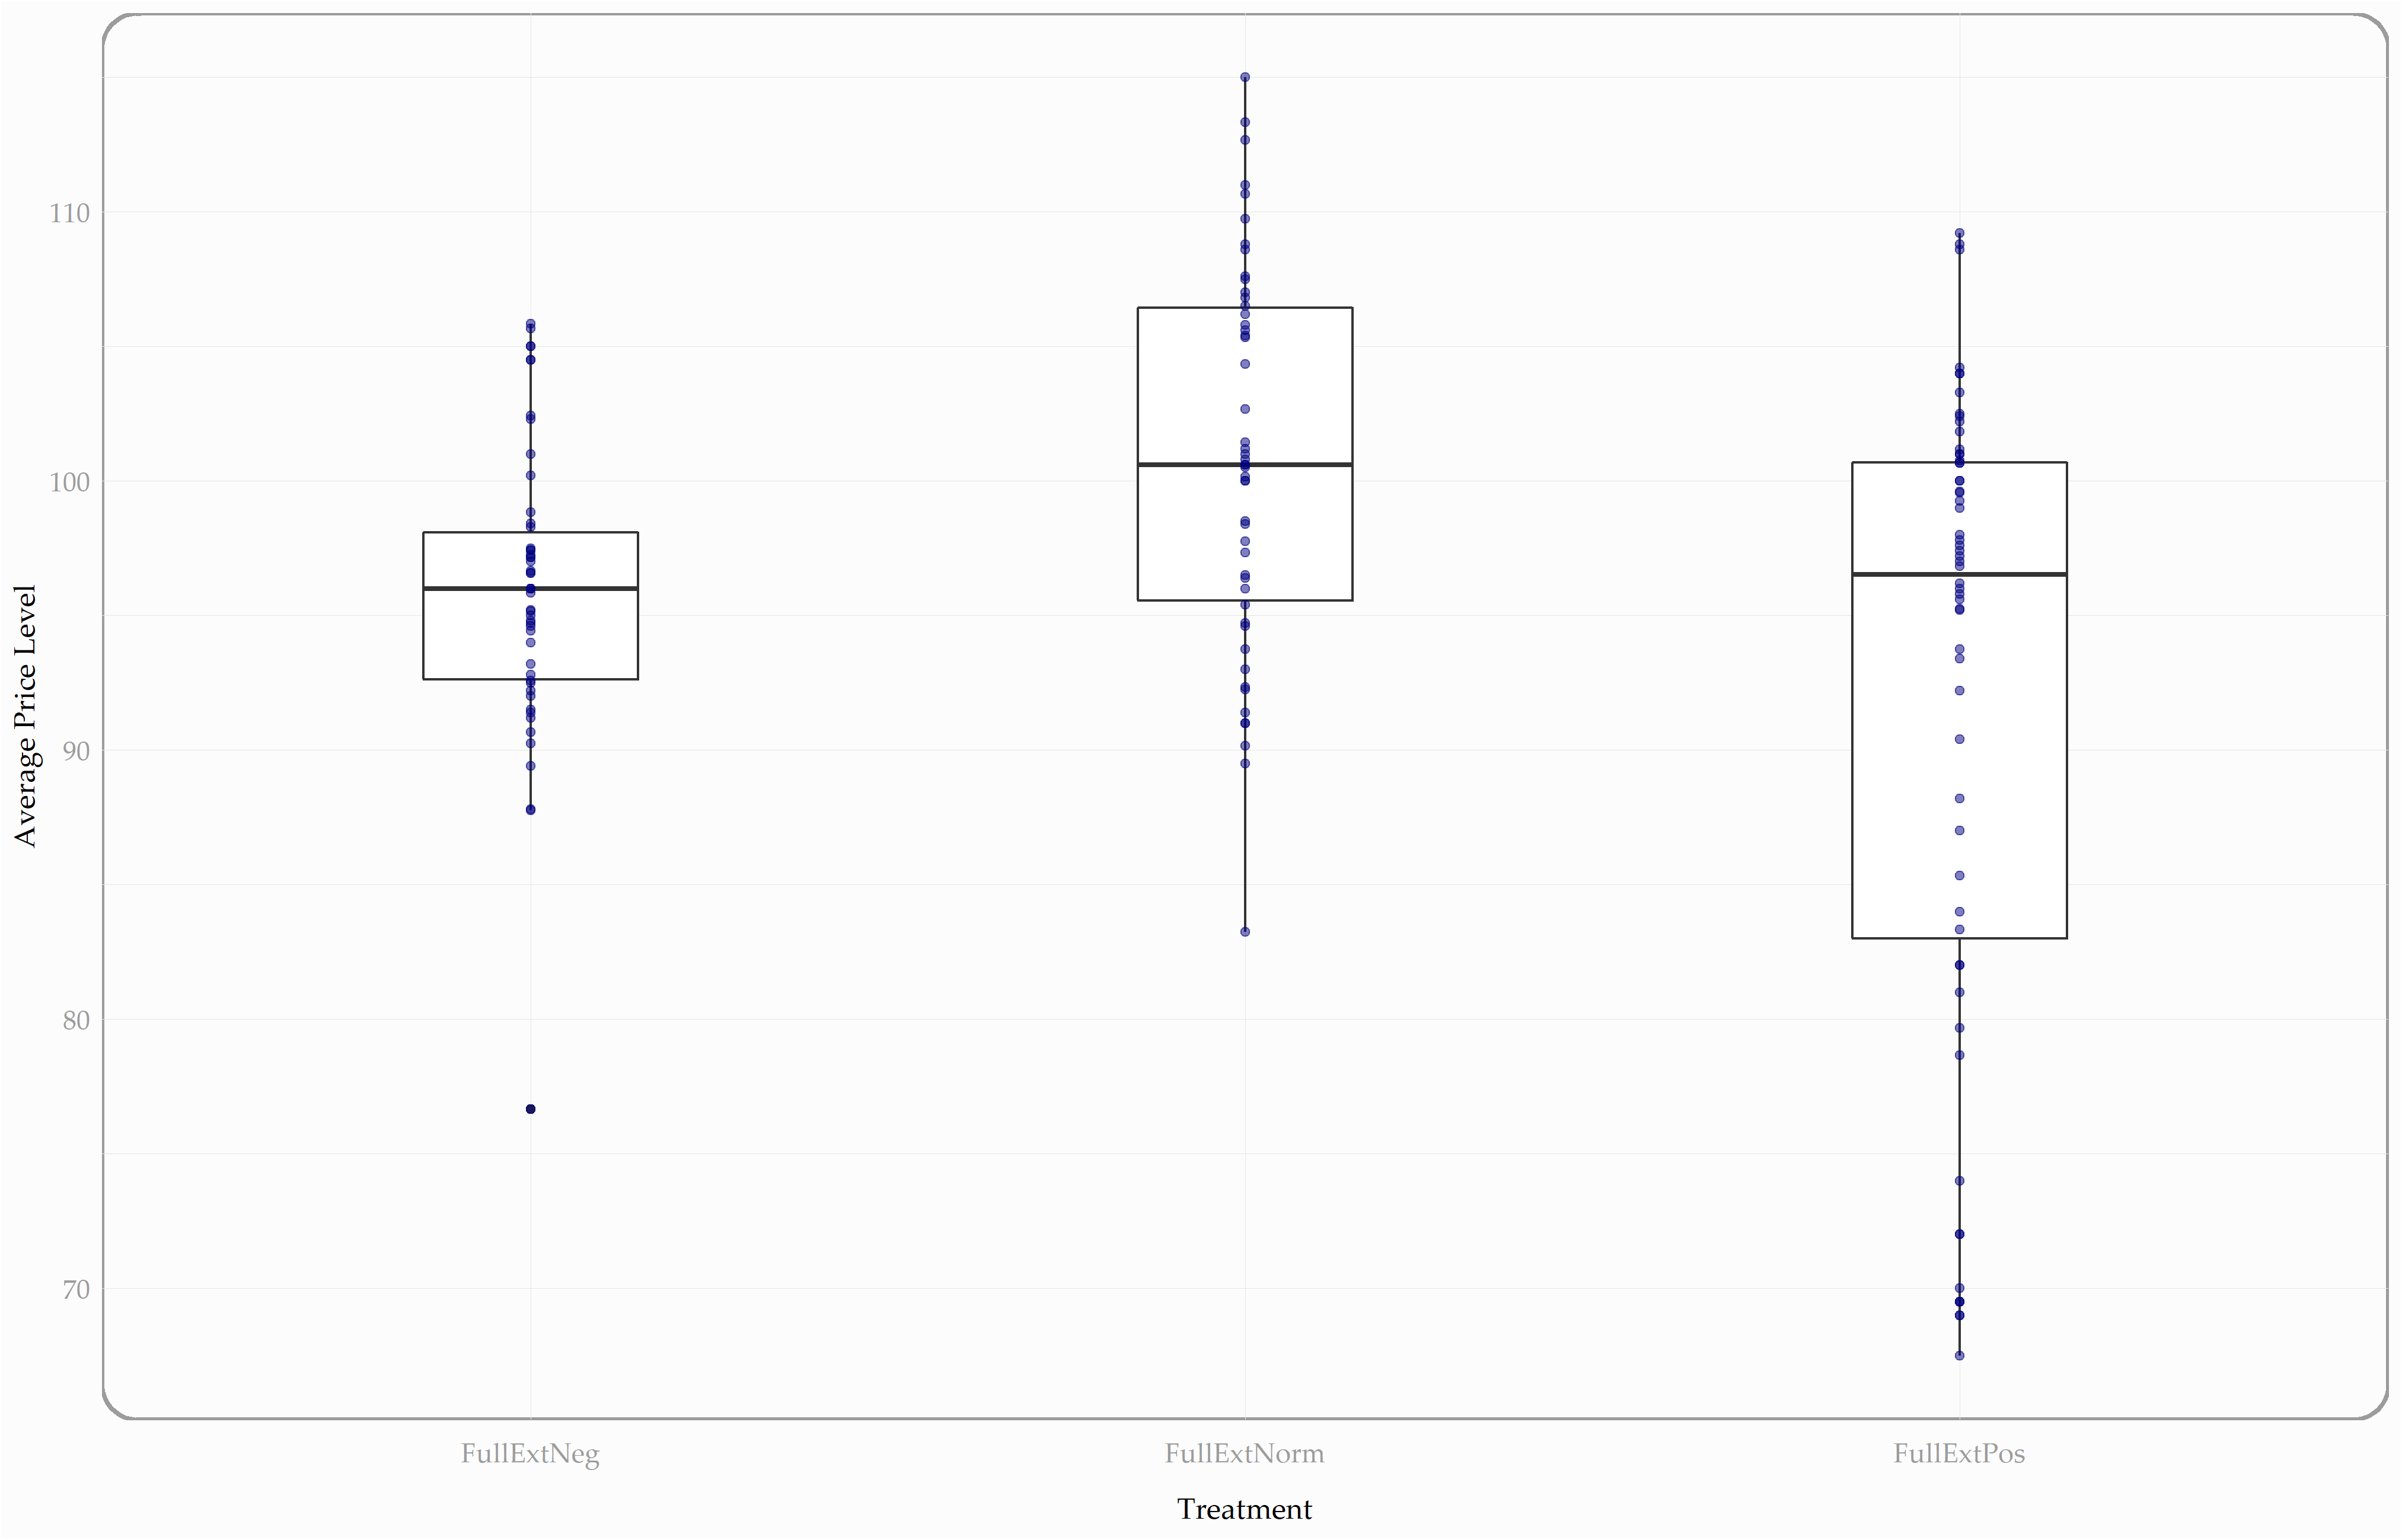 Average Price Level
110
100
90
80
70
FullExtNeg
FullExtNorm
FullExtPos
Treatment